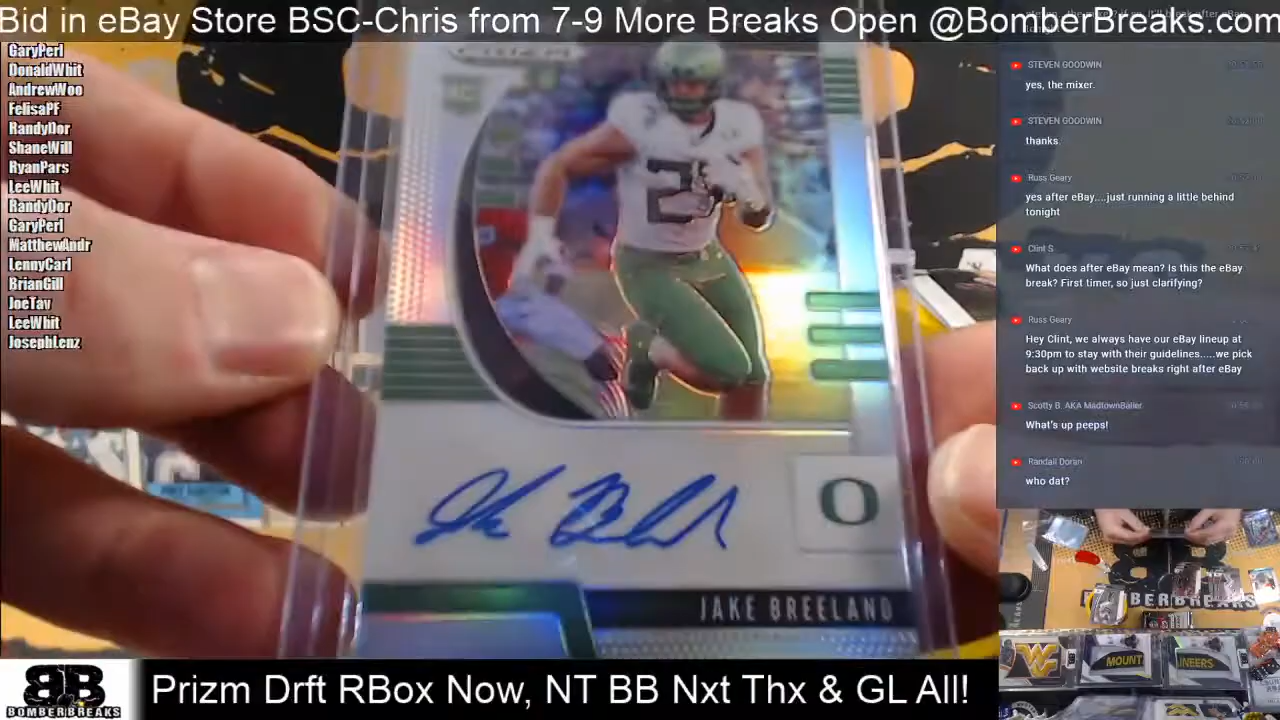 Bid in eBay Store BSC-Chris from 7-9 More Breaks Open @BomberBreaks.com
GaryPerl
DonaldWhit
AndrewWoo
FelisaPF
RandyDor
ShaneWill
RyanPars
LeeWhit
RandyDor
GaryPerl
MatthewAndr
LennyCarl
BrianGill
JoeTav
LeeWhit
JosephLenz
RC
2
O
JAKE BREELAND
STEVEN GOODWIN
yes, the mixer.
STEVEN GOODWIN
thanks.
Russ Geary
yes after eBay....just running a little behind
tonight
Clint S
What does after eBay mean? Is this the eBay
break? First timer, so just clarifying?
Russ Geary
Hey Clint, we always have our eBay lineup at
9:30pm to stay with their guidelines.....we pick
back up with website breaks right after eBay
Scotty B. AKA MadtownBaller
What's up peeps!
Randall Doran
who dat?
BOMBERBREAKS
MOUNT
INEERS
BB
BOMBERBREAKS
Prizm Drft RBox Now, NT BB Nxt Thx & GL All!